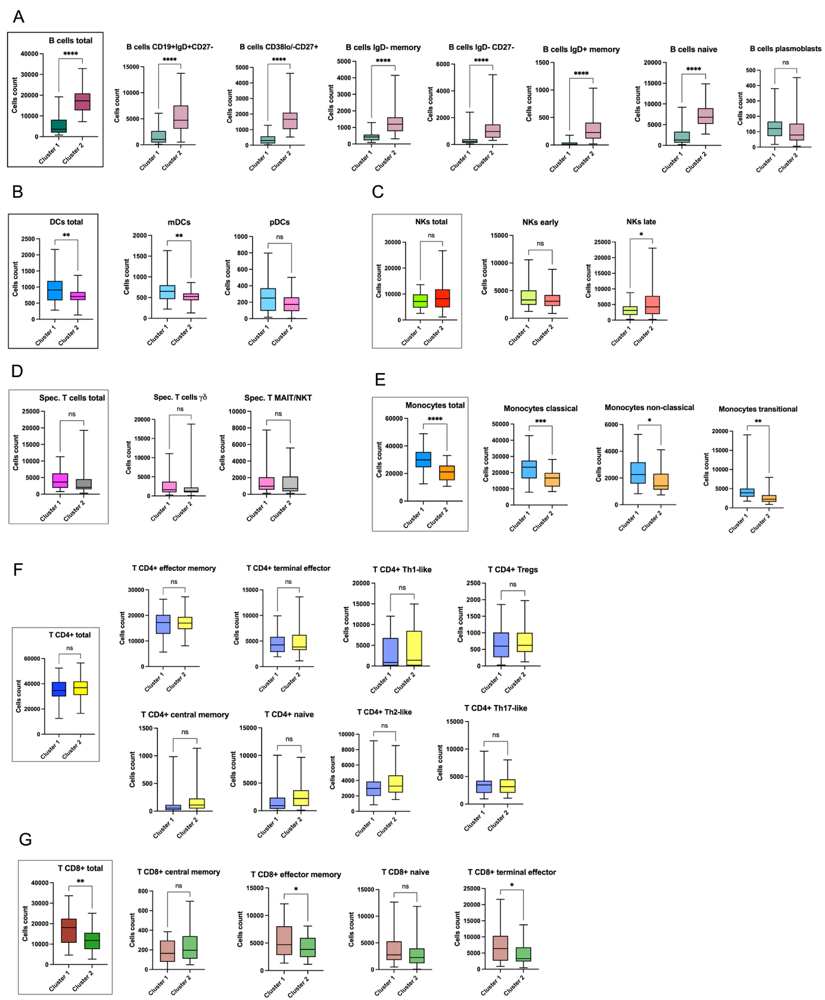 A
B cells total
Cells count
40000
30000
20000
10000
0
****
Cluster 1
Cluster 2
B cells CD19+IgD+CD27-
Cells count
15000
10000
5000
0
****
Cluster 1
Cluster 2
B cells CD38lo/-CD27+
Cells count
5000
4000
3000
2000
1000
0
****
Cluster 1
Cluster 2
B cells IgD- memory
Cells count
5000
4000
3000
2000
1000
0
****
Cluster 1
Cluster 2
B cells IgD- CD27-
Cells count
6000
4000
2000
0
****
Cluster 1
Cluster 2
B cells IgD+ memory
Cells count
1500
1000
500
0
****
Cluster 1
Cluster 2
B cells naive
Cells count
20000
15000
10000
5000
0
****
Cluster 1
Cluster 2
B cells plasmoblasts
Cells count
500
400
300
200
100
0
ns
Cluster 1
Cluster 2
B
DCs total
Cells count
2500
2000
1500
1000
500
0
**
Cluster 1
Cluster 2
mDCs
Cells count
2000
1500
1000
500
0
**
Cluster 1
Cluster 2
pDCs
Cells count
1000
800
600
400
200
0
ns
Cluster 1
Cluster 2
C
NKs total
Cells count
30000
20000
10000
0
ns
Cluster 1
Cluster 2
NKs early
Cells count
15000
10000
5000
0
ns
Cluster 1
Cluster 2
NKs late
Cells count
25000
20000
15000
10000
5000
0
*
Cluster 1
Cluster 2
D
Spec. T cells total
Cells count
25000
20000
15000
10000
5000
0
ns
Cluster 1
Cluster 2
Spec. T cells γδ
Cells count
20000
15000
10000
5000
0
ns
Cluster 1
Cluster 2
Spec. T MAIT/NKT
Cells count
10000
8000
6000
4000
2000
0
ns
Cluster 1
Cluster 2
E
Monocytes total
Cells count
60000
40000
20000
0
****
Cluster 1
Cluster 2
Monocytes classical
Cells count
50000
40000
30000
20000
10000
0
***
Cluster 1
Cluster 2
Monocytes non-classical
Cells count
6000
4000
2000
0
*
Cluster 1
Cluster 2
Monocytes transitional
Cells count
20000
15000
10000
5000
0
**
Cluster 1
Cluster 2
F
T CD4+ total
Cells count
60000
40000
20000
0
ns
Cluster 1
Cluster 2
T CD4+ effector memory
Cells count
30000
20000
10000
0
ns
Cluster 1
Cluster 2
T CD4+ terminal effector
Cells count
15000
10000
5000
0
ns
Cluster 1
Cluster 2
T CD4+ Th1-like
Cells count
20000
15000
10000
5000
0
ns
Cluster 1
Cluster 2
T CD4+ Tregs
Cells count
2500
2000
1500
1000
500
0
ns
Cluster 1
Cluster 2
T CD4+ central memory
Cells count
1500
1000
500
0
ns
Cluster 1
Cluster 2
T CD4+ naive
Cells count
15000
10000
5000
0
ns
Cluster 1
Cluster 2
T CD4+ Th2-like
Cells count
10000
8000
6000
4000
2000
0
ns
Cluster 1
Cluster 2
T CD4+ Th17-like
Cells count
15000
10000
5000
0
ns
Cluster 1
Cluster 2
G
T CD8+ total
Cells count
40000
30000
20000
10000
0
**
Cluster 1
Cluster 2
T CD8+ central memory
Cells count
800
600
400
200
0
ns
Cluster 1
Cluster 2
T CD8+ effector memory
Cells count
15000
10000
5000
0
*
Cluster 1
Cluster 2
T CD8+ naive
Cells count
15000
10000
5000
0
ns
Cluster 1
Cluster 2
T CD8+ terminal effector
Cells count
25000
20000
15000
10000
5000
0
*
Cluster 1
Cluster 2